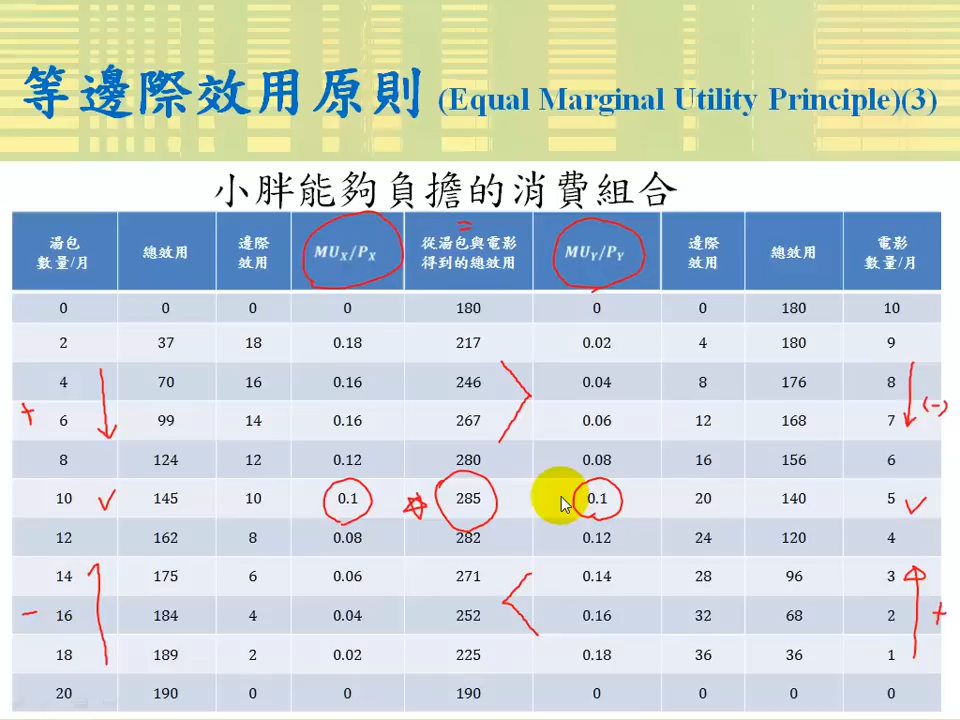 等邊際效用原則 (Equal Marginal Utility Principle)(3)
小胖能夠負擔的消費組合
湯包數量/月 總效用 邊際效用 MUX/PX 從湯包與電影得到的總效用 MUY/PY 邊際效用 總效用 電影數量/月
0 0 0 0 180 0 0 180 10
2 37 18 0.18 217 0.02 4 180 9
4 70 16 0.16 246 0.04 8 176 8
+ 6 99 14 0.16 267 0.06 12 168 7 (-)
8 124 12 0.12 280 0.08 16 156 6
10 145 10 0.1 285 0.1 20 140 5
12 162 8 0.08 282 0.12 24 120 4
14 175 6 0.06 271 0.14 28 96 3
- 16 184 4 0.04 252 0.16 32 68 2 +
18 189 2 0.02 225 0.18 36 36 1
20 190 0 0 190 0 0 0 0